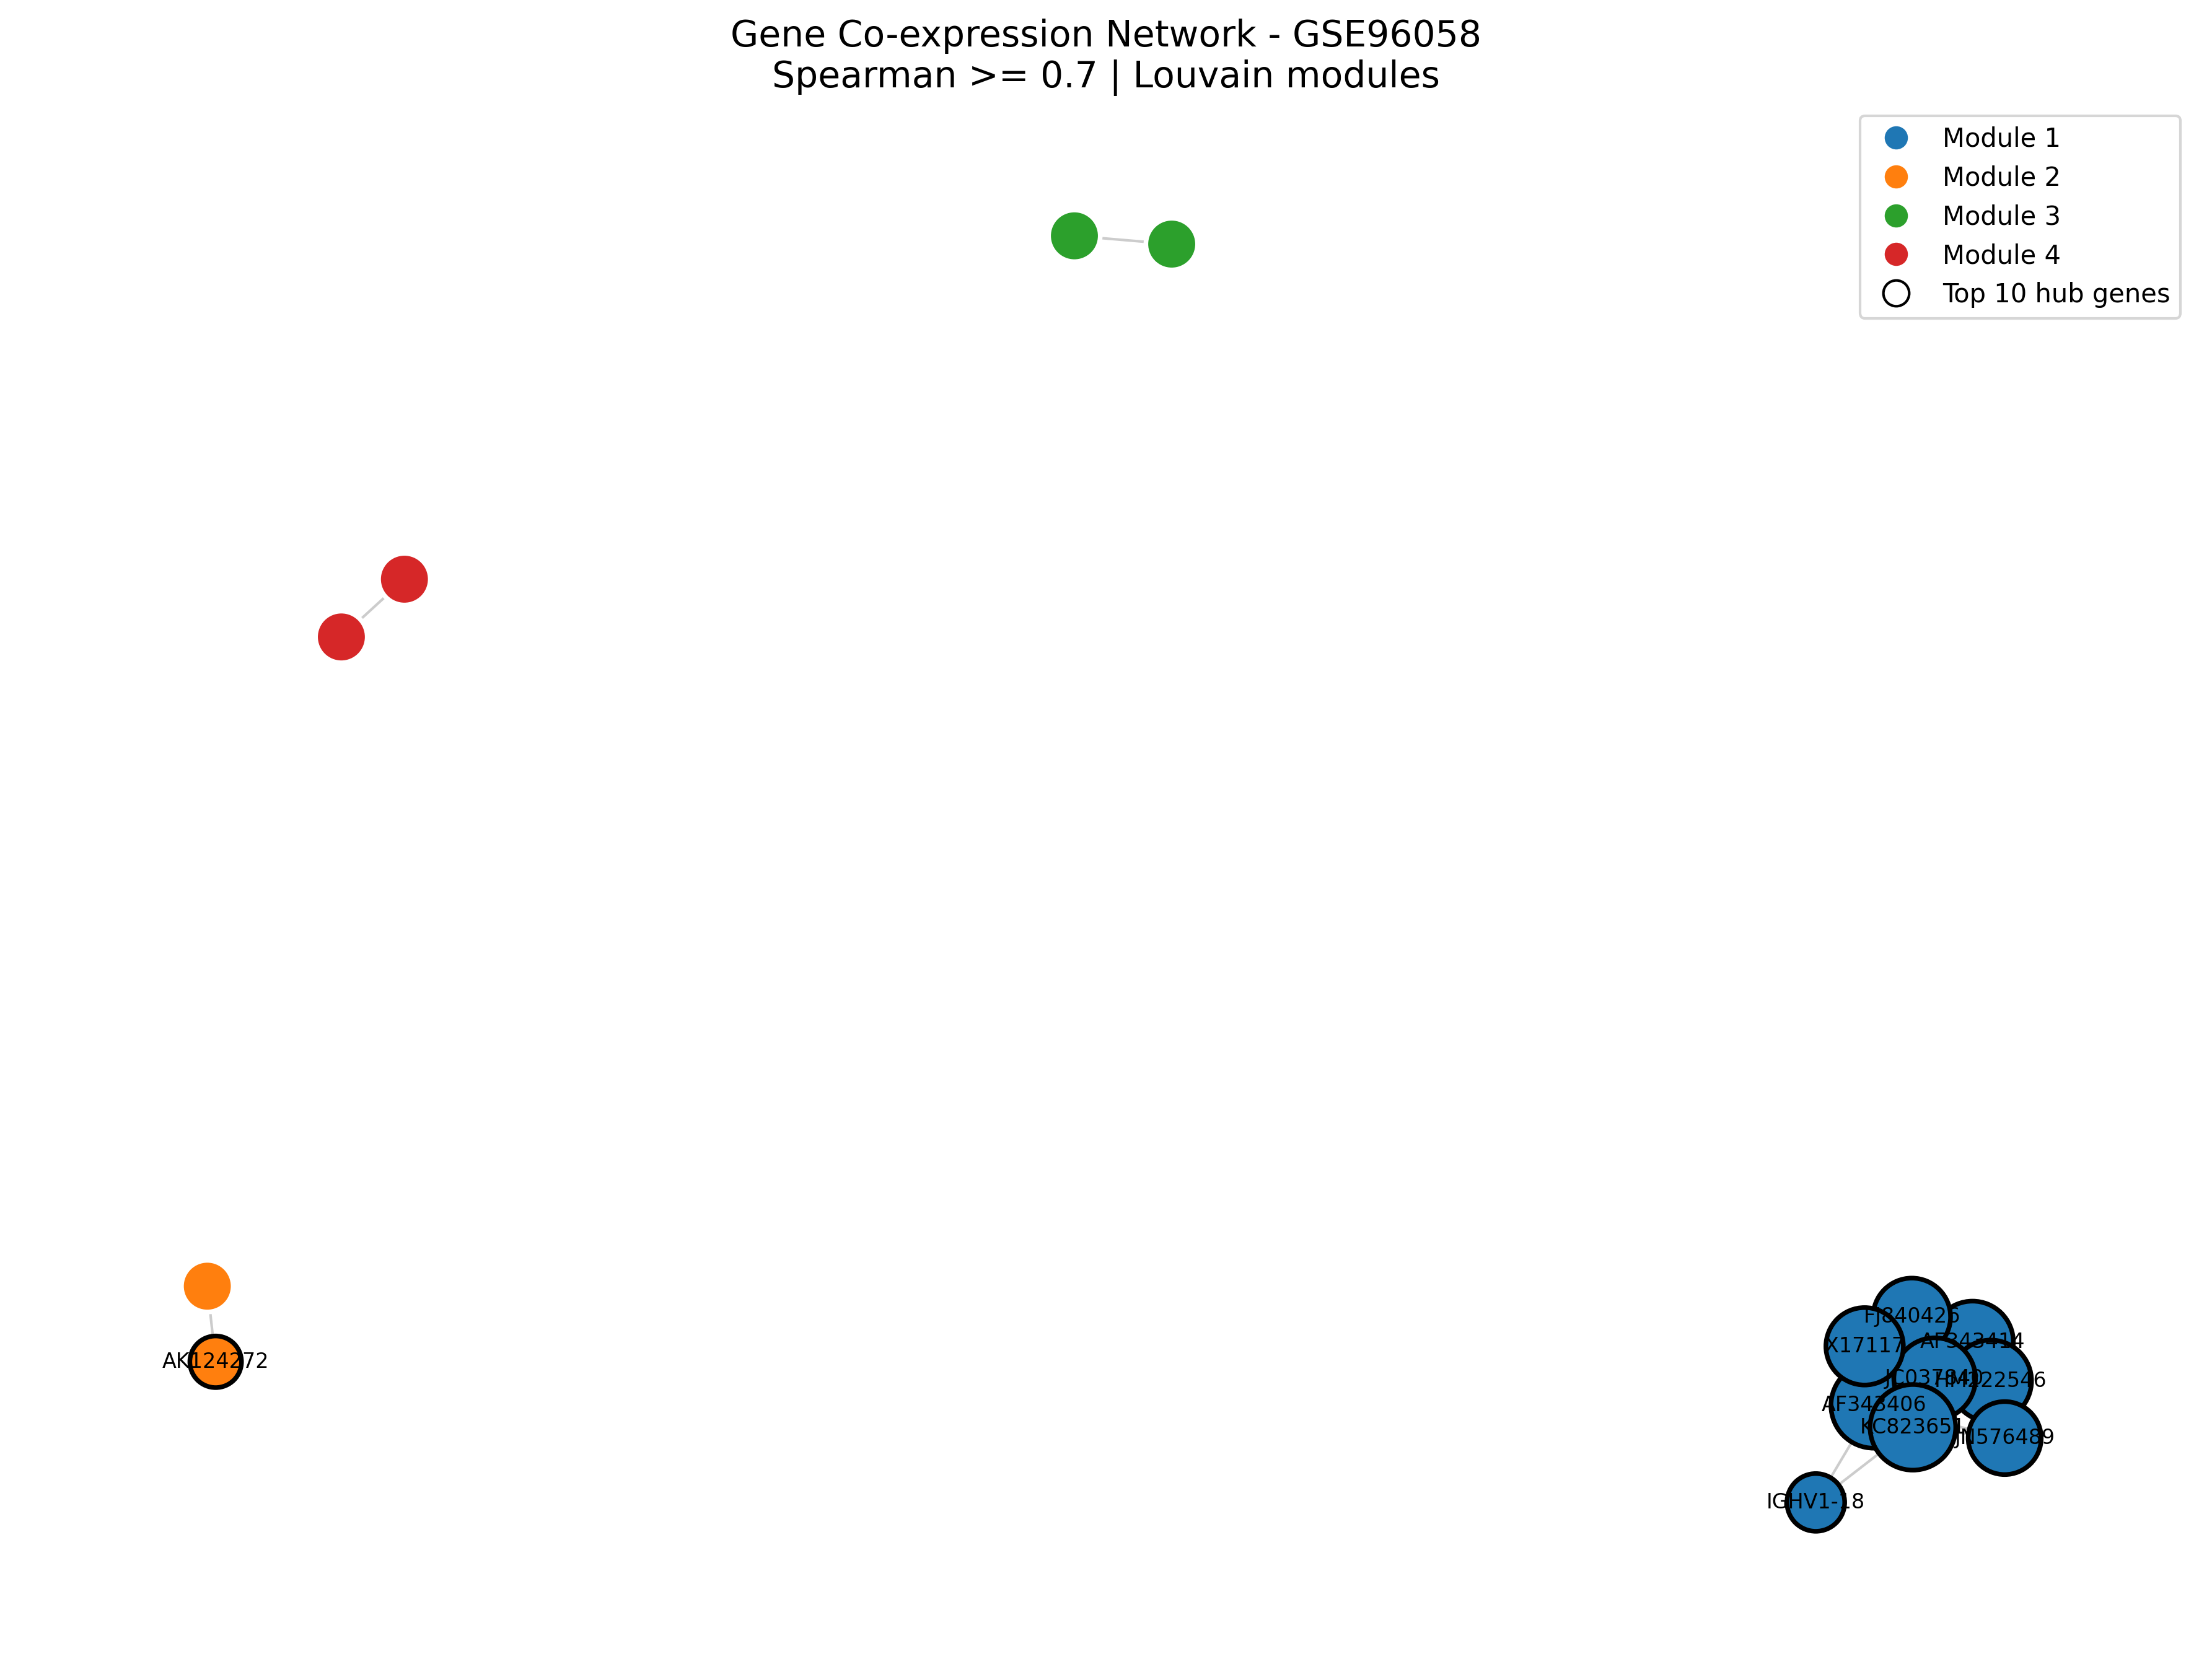 Gene Co-expression Network - GSE96058
Spearman >= 0.7 | Louvain modules
Module 1
Module 2
Module 3
Module 4
Top 10 hub genes
FJ840426
X17117
AF343414
JC037840
HM222546
AK124272
AF343406
KC823651
JN576489
IGHV1-18